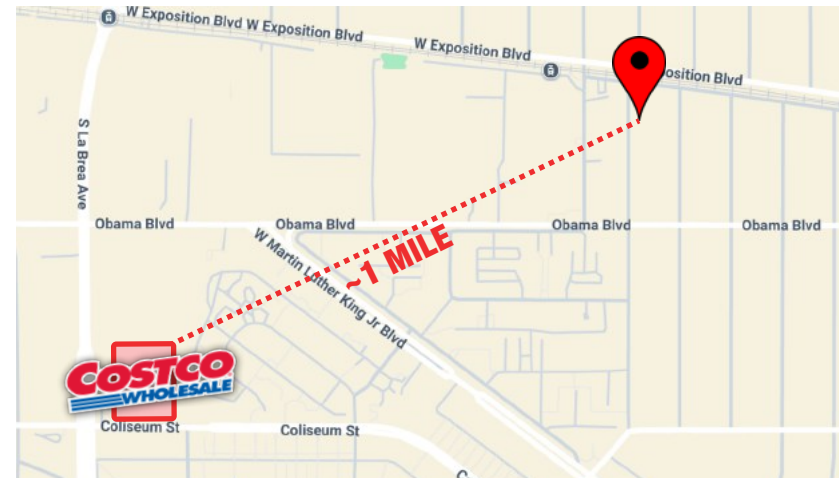 W Exposition Blvd W Exposition Blvd
W Exposition Blvd
position Blvd
S La Brea Ave
Obama Blvd
Obama Blvd
Obama Blvd
Obama Blvd
W Martin Luther King Jr Blvd
~1 MILE
COSTCO
WHOLESALE
Coliseum St
Coliseum St
C